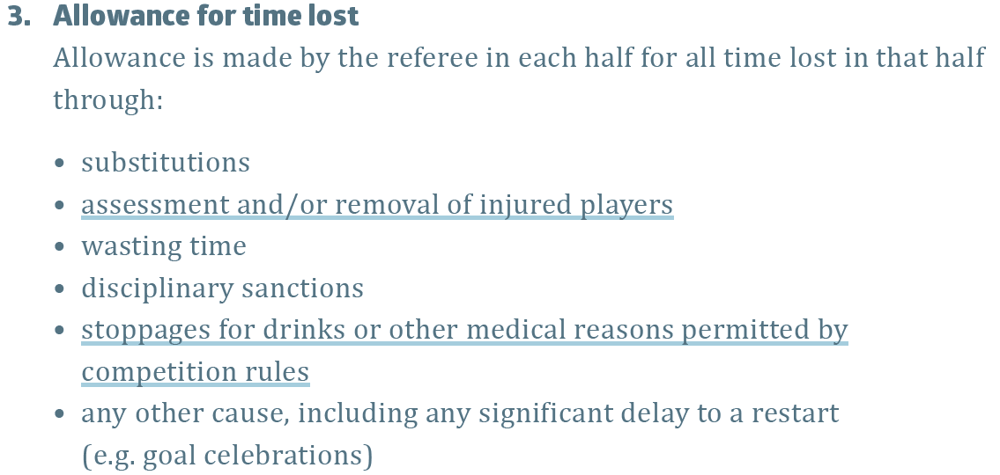 3. Allowance for time lost
Allowance is made by the referee in each half for all time lost in that half
through:
• substitutions
• assessment and/or removal of injured players
• wasting time
• disciplinary sanctions
• stoppages for drinks or other medical reasons permitted by
competition rules
• any other cause, including any significant delay to a restart
(e.g. goal celebrations)